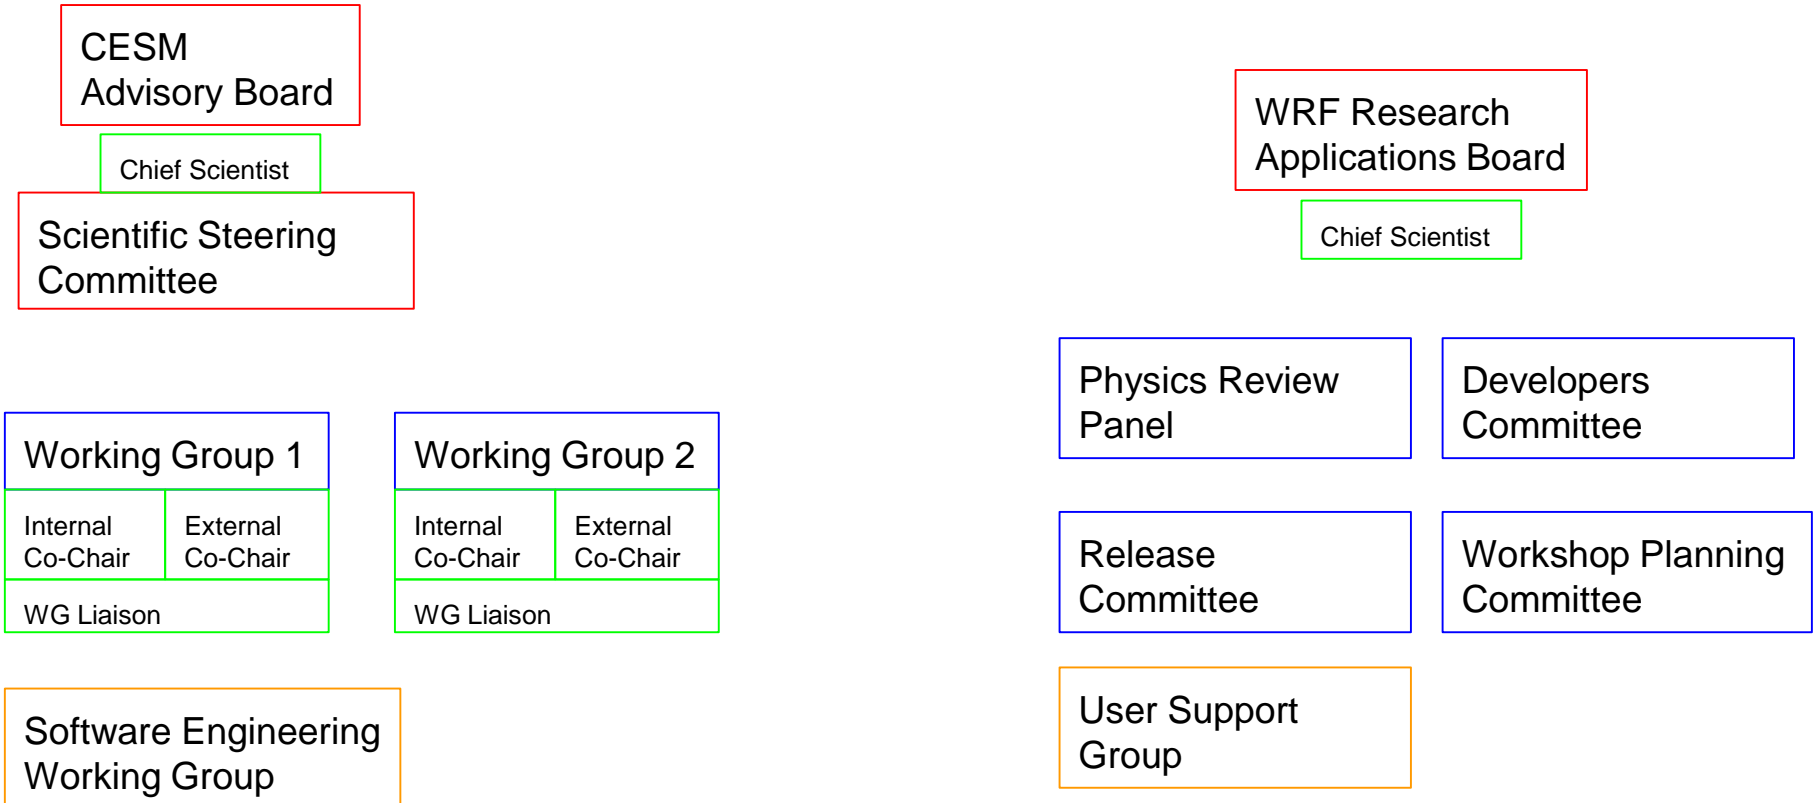 CESM
Advisory Board
Chief Scientist
Scientific Steering
Committee
Working Group 1
Internal
Co-Chair
External
Co-Chair
WG Liaison
Working Group 2
Internal
Co-Chair
External
Co-Chair
WG Liaison
Software Engineering
Working Group
WRF Research
Applications Board
Chief Scientist
Physics Review
Panel
Developers
Committee
Release
Committee
Workshop Planning
Committee
User Support
Group